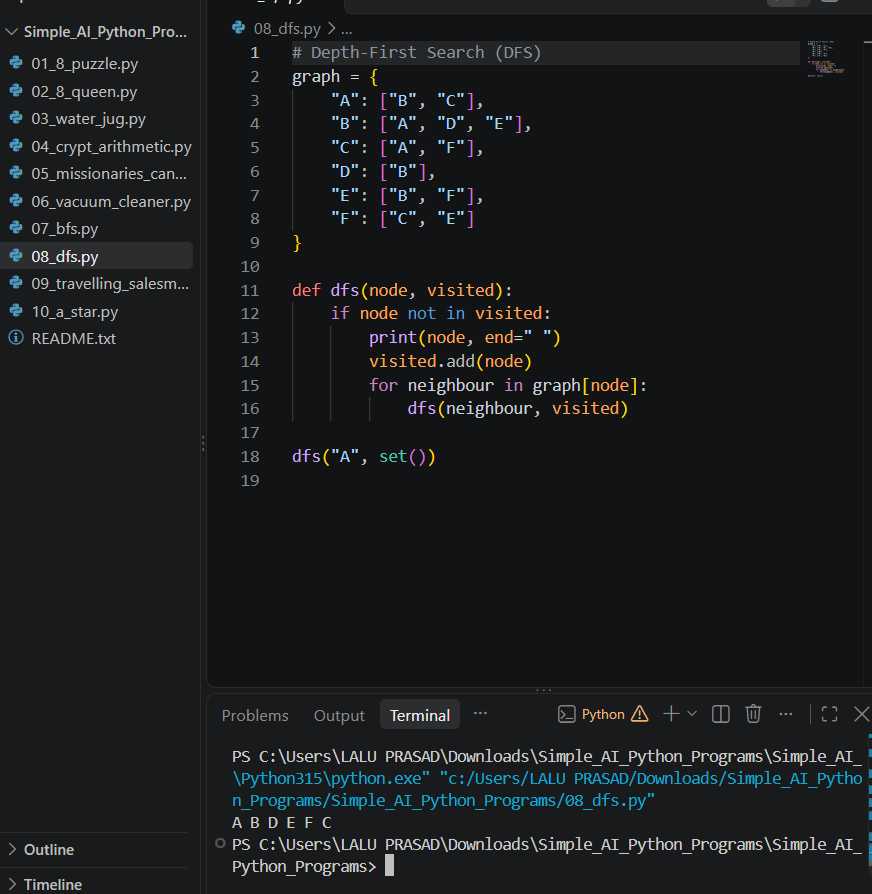 Simple_AI_Python_Pro...
01_8_puzzle.py
02_8_queen.py
03_water_jug.py
04_crypt_arithmetic.py
05_missionaries_can...
06_vacuum_cleaner.py
07_bfs.py
08_dfs.py
09_travelling_salesm...
10_a_star.py
README.txt
Outline
Timeline
08_dfs.py > ...
1 # Depth-First Search (DFS)
2 graph = {
3     "A": ["B", "C"],
4     "B": ["A", "D", "E"],
5     "C": ["A", "F"],
6     "D": ["B"],
7     "E": ["B", "F"],
8     "F": ["C", "E"]
9 }
10
11 def dfs(node, visited):
12     if node not in visited:
13         print(node, end=" ")
14         visited.add(node)
15         for neighbour in graph[node]:
16             dfs(neighbour, visited)
17
18 dfs("A", set())
19
Problems Output Terminal ... Python ...
PS C:\Users\LALU PRASAD\Downloads\Simple_AI_Python_Programs\Simple_AI_
\Python315\python.exe" "c:/Users/LALU PRASAD/Downloads/Simple_AI_Pytho
n_Programs/Simple_AI_Python_Programs/08_dfs.py"
A B D E F C
PS C:\Users\LALU PRASAD\Downloads\Simple_AI_Python_Programs\Simple_AI_
Python_Programs>